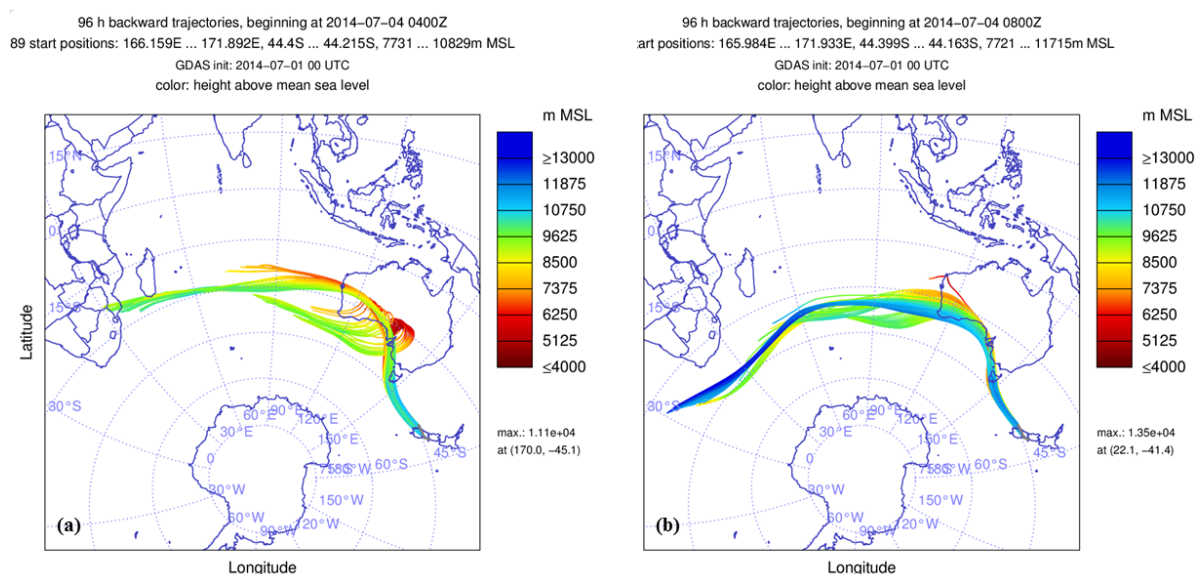 96 h backward trajectories, beginning at 2014-07-04 0400Z
89 start positions: 166.159E ... 171.892E, 44.4S ... 44.215S, 7731 ... 10829m MSL
GDAS init: 2014-07-01 00 UTC
color: height above mean sea level
m MSL
≥13000
11875
10750
9625
8500
7375
6250
5125
≤4000
max.: 1.11e+04
at (170.0, -45.1)
15°N
0°
15°S
30°S
45°S
60°S
75°S
0
30°E
60°E
90°E
120°E
150°E
180°W
150°W
120°W
90°W
60°W
30°W
Latitude
Longitude
(a)
96 h backward trajectories, beginning at 2014-07-04 0800Z
art positions: 165.984E ... 171.933E, 44.399S ... 44.163S, 7721 ... 11715m MSL
GDAS init: 2014-07-01 00 UTC
color: height above mean sea level
m MSL
≥13000
11875
10750
9625
8500
7375
6250
5125
≤4000
max.: 1.35e+04
at (22.1, -41.4)
15°N
0°
15°S
30°S
45°S
60°S
75°S
0
30°E
60°E
90°E
120°E
150°E
180°W
150°W
120°W
90°W
60°W
30°W
Longitude
(b)